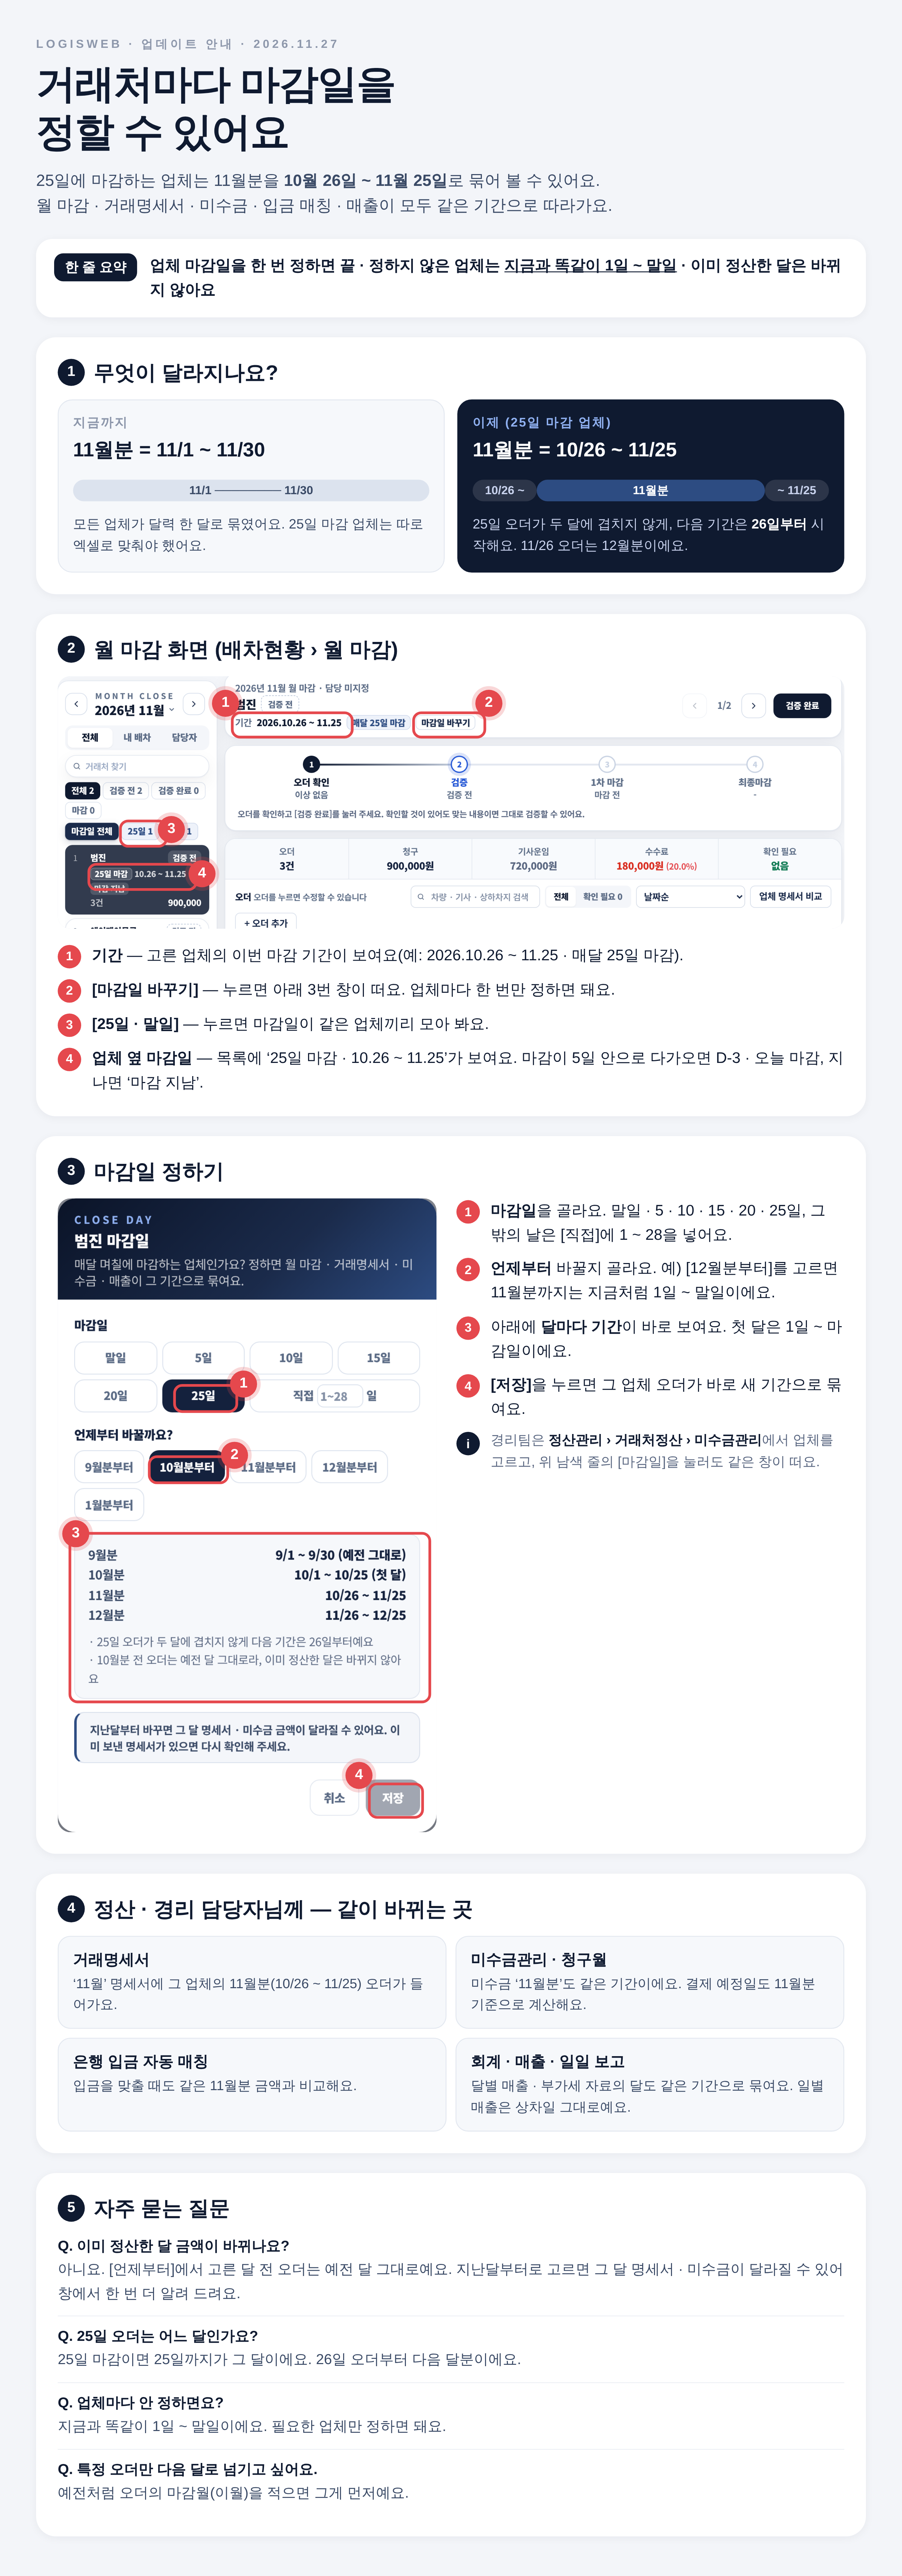 LOGISWEB · 업데이트 안내 · 2026.11.27
거래처마다 마감일을
정할 수 있어요
25일에 마감하는 업체는 11월분을 10월 26일 ~ 11월 25일로 묶어 볼 수 있어요.
월 마감 · 거래명세서 · 미수금 · 입금 매칭 · 매출이 모두 같은 기간으로 따라가요.
한 줄 요약
업체 마감일을 한 번 정하면 끝 · 정하지 않은 업체는 지금과 똑같이 1일 ~ 말일 · 이미 정산한 달은 바뀌
지 않아요
1 무엇이 달라지나요?
지금까지
11월분 = 11/1 ~ 11/30
11/1 ────── 11/30
모든 업체가 달력 한 달로 묶였어요. 25일 마감 업체는 따로
엑셀로 맞춰야 했어요.
이제 (25일 마감 업체)
11월분 = 10/26 ~ 11/25
10/26 ~ 11월분 ~ 11/25
25일 오더가 두 달에 겹치지 않게, 다음 기간은 26일부터 시
작해요. 11/26 오더는 12월분이에요.
2 월 마감 화면 (배차현황 › 월 마감)
MONTH CLOSE
2026년 11월
전체 내 배차 담당자
거래처 찾기
전체 2 검증 전 2 검증 완료 0
마감 0
마감일 전체 25일 1 3 1
1 범진 검증 전
25일 마감 10.26 ~ 11.25 4
마감 지남
3건 900,000
2026년 11월 월 마감 · 담당 미지정
1 범진 검증 전 2
기간 2026.10.26 ~ 11.25 매달 25일 마감 마감일 바꾸기
1/2 검증 완료
1 2 3 4
오더 확인 검증 1차 마감 최종마감
이상 없음 검증 전 마감 전 -
오더를 확인하고 [검증 완료]를 눌러 주세요. 확인할 것이 있어도 맞는 내용이면 그대로 검증할 수 있어요.
오더 청구 기사운임 수수료 확인 필요
3건 900,000원 720,000원 180,000원 (20.0%) 없음
오더 오더를 누르면 수정할 수 있습니다 차량 · 기사 · 상하차지 검색 전체 확인 필요 0 날짜순 업체 명세서 비교
+ 오더 추가
1 기간 — 고른 업체의 이번 마감 기간이 보여요(예: 2026.10.26 ~ 11.25 · 매달 25일 마감).
2 [마감일 바꾸기] — 누르면 아래 3번 창이 떠요. 업체마다 한 번만 정하면 돼요.
3 [25일 · 말일] — 누르면 마감일이 같은 업체끼리 모아 봐요.
4 업체 옆 마감일 — 목록에 ‘25일 마감 · 10.26 ~ 11.25’가 보여요. 마감이 5일 안으로 다가오면 D-3 · 오늘 마감, 지
나면 ‘마감 지남’.
3 마감일 정하기
CLOSE DAY
범진 마감일
매달 며칠에 마감하는 업체인가요? 정하면 월 마감 · 거래명세서 · 미
수금 · 매출이 그 기간으로 묶여요.
마감일
말일 5일 10일 15일
20일 25일 1 직접 1~28 일
언제부터 바꿀까요?
9월분부터 10월분부터 2 11월분부터 12월분부터
1월분부터
3
9월분 9/1 ~ 9/30 (예전 그대로)
10월분 10/1 ~ 10/25 (첫 달)
11월분 10/26 ~ 11/25
12월분 11/26 ~ 12/25
· 25일 오더가 두 달에 겹치지 않게 다음 기간은 26일부터예요
· 10월분 전 오더는 예전 달 그대로라, 이미 정산한 달은 바뀌지 않아
요
지난달부터 바꾸면 그 달 명세서 · 미수금 금액이 달라질 수 있어요. 이
미 보낸 명세서가 있으면 다시 확인해 주세요.
4
취소 저장
1 마감일을 골라요. 말일 · 5 · 10 · 15 · 20 · 25일, 그
밖의 날은 [직접]에 1 ~ 28을 넣어요.
2 언제부터 바꿀지 골라요. 예) [12월분부터]를 고르면
11월분까지는 지금처럼 1일 ~ 말일이에요.
3 아래에 달마다 기간이 바로 보여요. 첫 달은 1일 ~ 마
감일이에요.
4 [저장]을 누르면 그 업체 오더가 바로 새 기간으로 묶
여요.
i 경리팀은 정산관리 › 거래처정산 › 미수금관리에서 업체를
고르고, 위 남색 줄의 [마감일]을 눌러도 같은 창이 떠요.
4 정산 · 경리 담당자님께 — 같이 바뀌는 곳
거래명세서
‘11월’ 명세서에 그 업체의 11월분(10/26 ~ 11/25) 오더가 들
어가요.
미수금관리 · 청구월
미수금 ‘11월분’도 같은 기간이에요. 결제 예정일도 11월분
기준으로 계산해요.
은행 입금 자동 매칭
입금을 맞출 때도 같은 11월분 금액과 비교해요.
회계 · 매출 · 일일 보고
달별 매출 · 부가세 자료의 달도 같은 기간으로 묶여요. 일별
매출은 상차일 그대로예요.
5 자주 묻는 질문
Q. 이미 정산한 달 금액이 바뀌나요?
아니요. [언제부터]에서 고른 달 전 오더는 예전 달 그대로예요. 지난달부터로 고르면 그 달 명세서 · 미수금이 달라질 수 있어
창에서 한 번 더 알려 드려요.
Q. 25일 오더는 어느 달인가요?
25일 마감이면 25일까지가 그 달이에요. 26일 오더부터 다음 달분이에요.
Q. 업체마다 안 정하면요?
지금과 똑같이 1일 ~ 말일이에요. 필요한 업체만 정하면 돼요.
Q. 특정 오더만 다음 달로 넘기고 싶어요.
예전처럼 오더의 마감월(이월)을 적으면 그게 먼저예요.